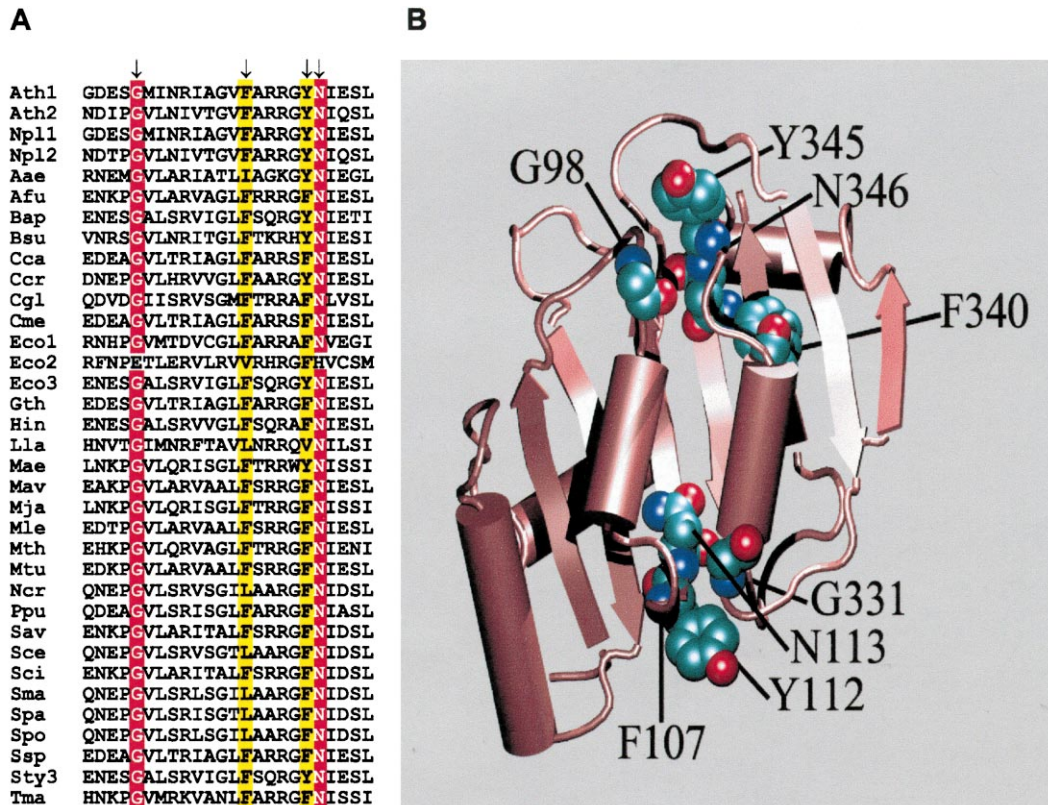 A
B
Ath1 GDESGMINRIAGVFARRGYNIESL
Ath2 NDIPGVLNIVTGVFARRGYNIQSL
Npl1 GDESGMINRIAGVFARRGYNIESL
Npl2 NDTPGVLNIVTGVFARRGYNIQSL
Aae RNEMGVLARIATLIAGKGYNIEGL
Afu ENKPGVLARIAGLFRRRGFNIESL
Bap ENESGALSRVIGLFSQRGYNIETI
Bsu VNRSGVLNRITGLFTKRHYNIESI
Cca EDEAGVLTRIAGLFARRSFNIESL
Ccr DNEPGVLHRVVGLFAARGYNIESL
Cgl QDVDGIISRVSGMFTRRAFNLVSL
Cme EDEAGVLTRIAGLFARRSFNIESL
Eco1 RNHPGVMTDVCGLFARRAFNVEGI
Eco2 RFNPETLERVLRVVRHRGFHVCSM
Eco3 ENESGALSRVIGLFSQRGYNIESL
Gth EDESGVLTRIAGLFARRGFNIESL
Hin ENESGALSRVVGLFSQRAFNIESL
Lla HNVTGIMNRFTAVLNRRQVNILSI
Mae LNKPGVLQRISGLFTRRWYNISSI
Mav EAKPGVLARVAALFSRRGFNIESL
Mja LNKPGVLQRISGLFTRRGFNISSI
Mle EDTPGVLARVAALFSRRGFNIESL
Mth EHKPGVLQRVAGLFTRRGFNIENI
Mtu EDKPGVLARVAALFSRRGFNIESL
Ncr QNEPGVLSRVSGILAARGFNIDSL
Ppu QDEAGVLSRIAGLFSARGFNIASL
Sav ENKPGVLARITALFSRRGFNIDSL
Sce QNEPGVLSRVSGTLAARGFNIDSL
Sci ENKPGVLARITALFSRRGFNIDSL
Sma QNEPGVLSRLSGILAARGFNIDSL
Spa QNEPGVLSRISGTLAARGFNIDSL
Spo QNEPGVLSRLSGILAARGFNIDSL
Ssp EDEAGVLTRIAGLFARRGFNIESL
Sty3 ENESGALSRVIGLFSQRGYNIESL
Tma HNKPGVMRKVANLFARRGFNISSI
G98
Y345
N346
F340
G331
N113
Y112
F107